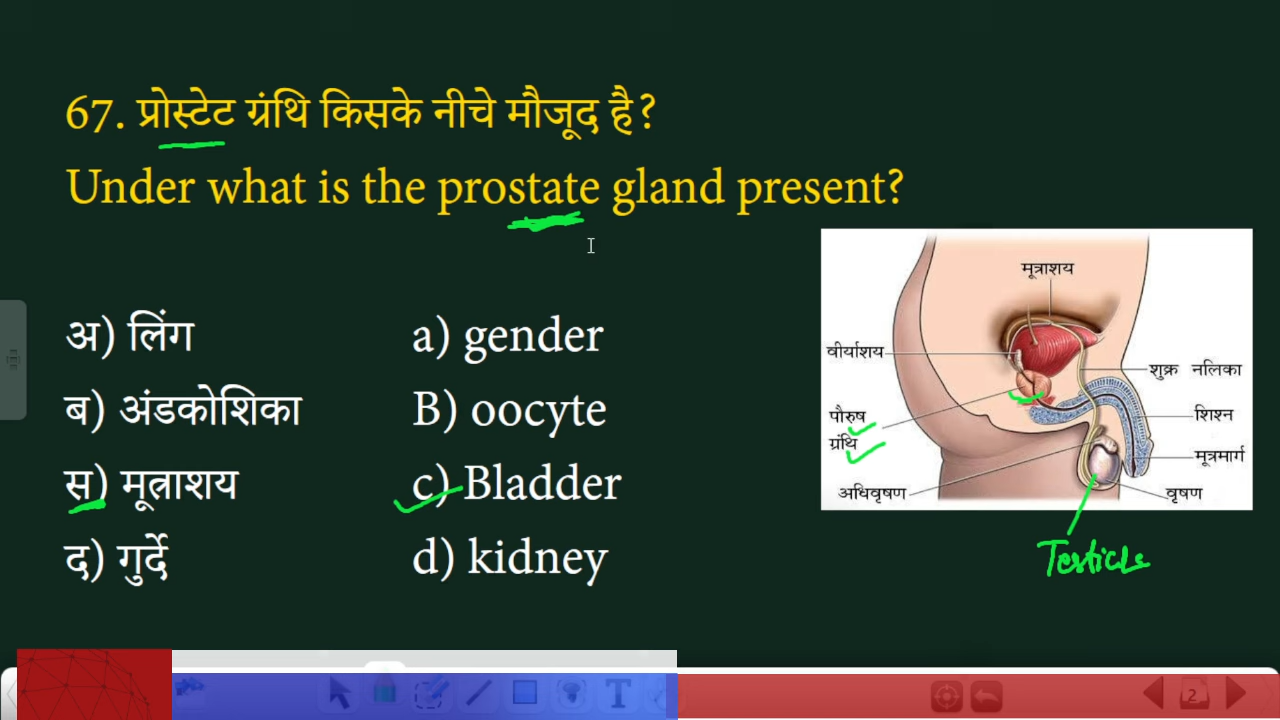 67. प्रोस्टेट ग्रंथि किसके नीचे मौजूद है?
Under what is the prostate gland present?
अ) लिंग a) gender
ब) अंडकोशिका B) oocyte
स) मूत्राशय c) Bladder
द) गुर्दे d) kidney
मूत्राशय
वीर्याशय
शुक्र नलिका
पौरुष
ग्रंथि
शिश्न
मूत्रमार्ग
अधिवृषण
वृषण
Testicle
T
2